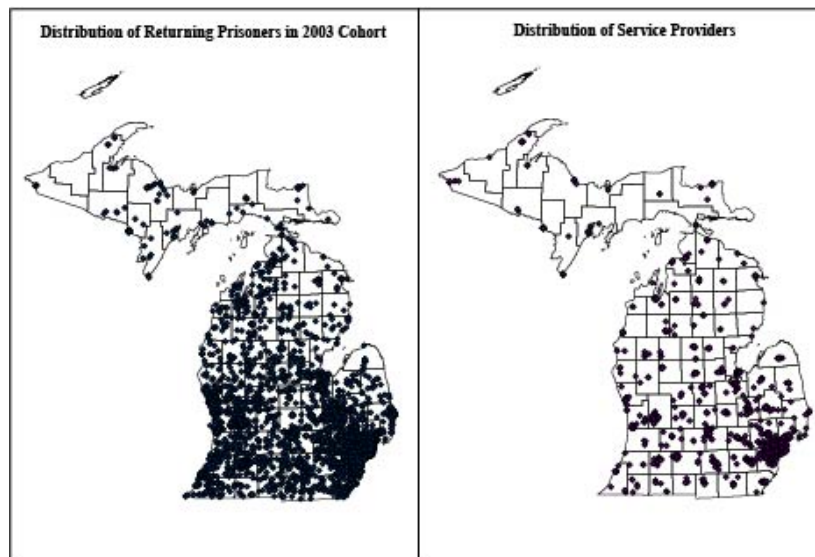 Distribution of Returning Prisoners in 2003 Cohort
Distribution of Service Providers